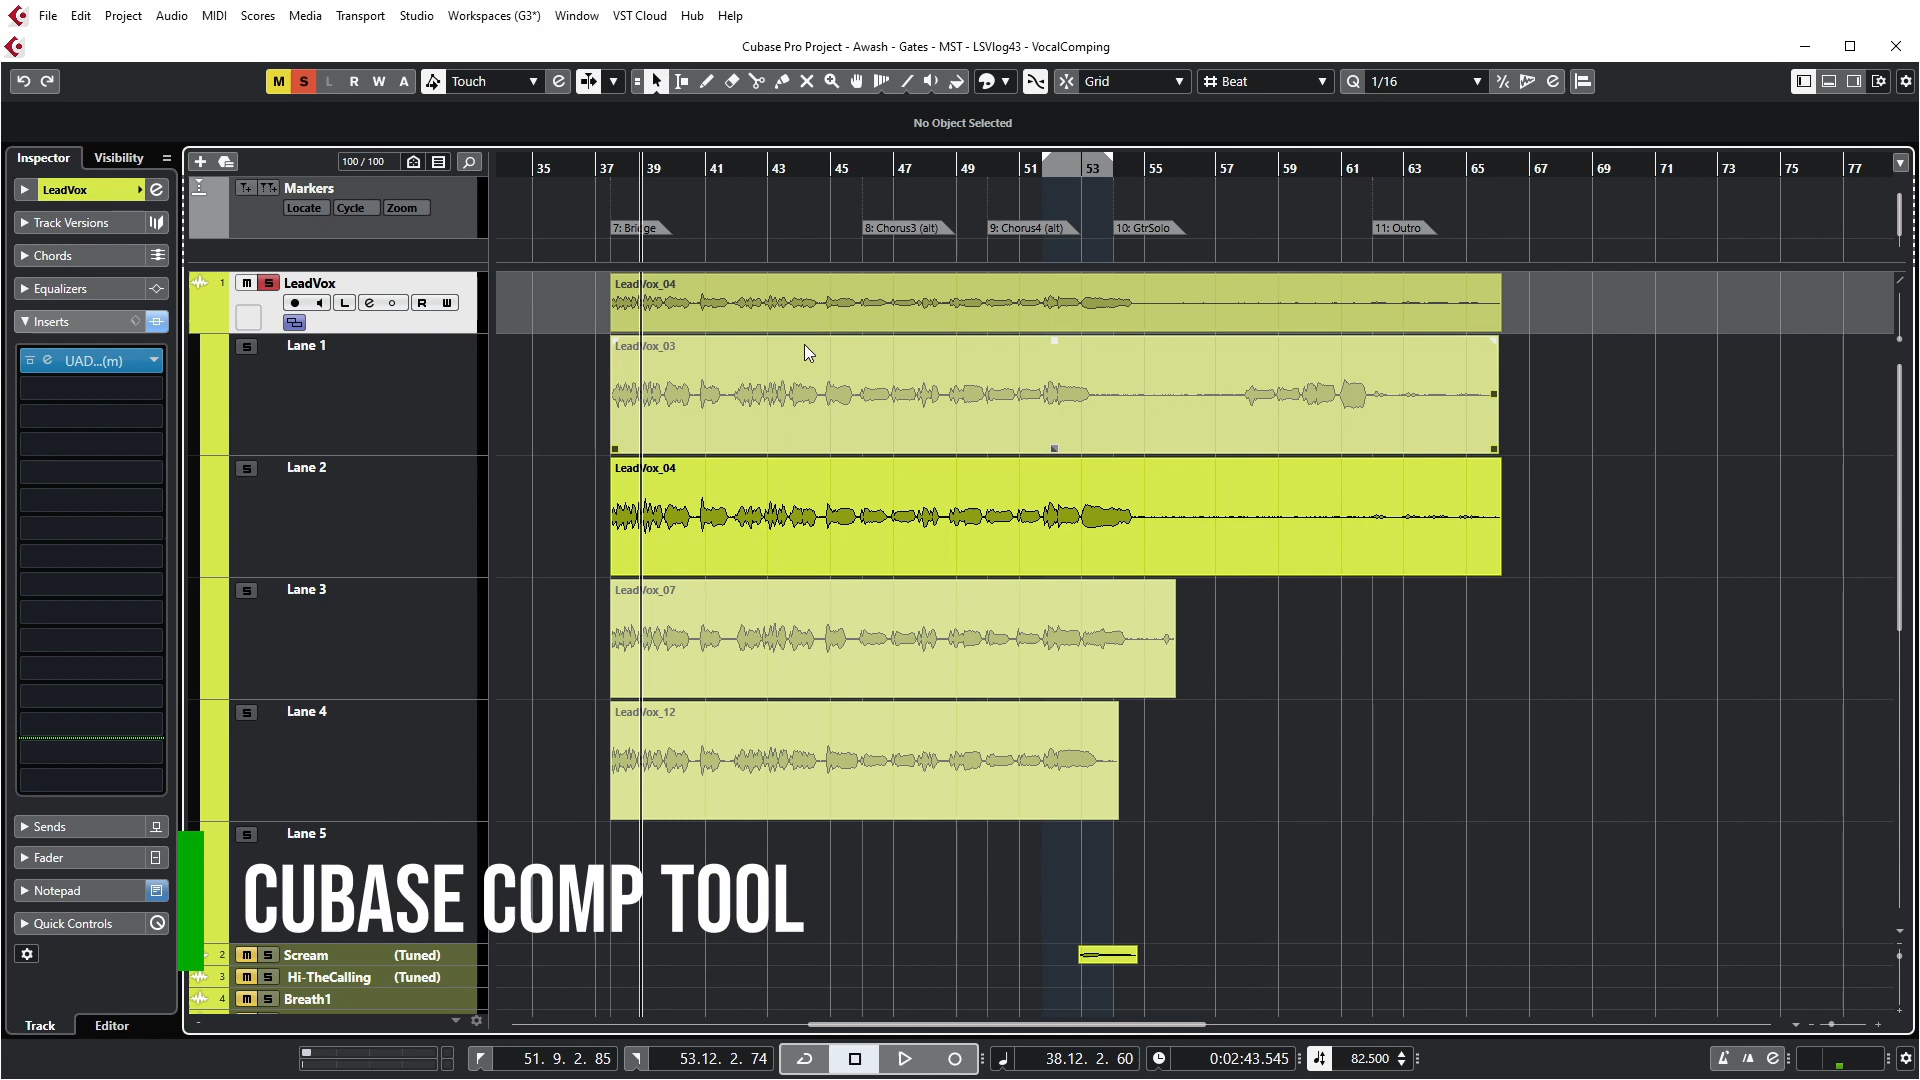 File Edit Project Audio MIDI Scores Media Transport Studio Workspaces (G3*) Window VST Cloud Hub Help
Cubase Pro Project - Awash - Gates - MST - LSVlog43 - VocalComping
M S L R W A Touch Grid Beat Q 1/16
No Object Selected
Inspector Visibility
100 / 100
35 37 39 41 43 45 47 49 51 53 55 57 59 61 63 65 67 69 71 73 75 77
LeadVox
Markers
Locate Cycle Zoom
Track Versions
7: Bridge 8: Chorus3 (alt) 9: Chorus4 (alt) 10: GtrSolo 11: Outro
Chords
Equalizers
1 m S LeadVox
L e R W
LeadVox_04
Inserts
S Lane 1
LeadVox_03
UAD...(m)
S Lane 2
LeadVox_04
S Lane 3
LeadVox_07
S Lane 4
LeadVox_12
Sends
S Lane 5
Fader
Notepad
CUBASE COMP TOOL
Quick Controls
2 m S Scream (Tuned)
3 m S Hi-TheCalling (Tuned)
4 m S Breath1
Track Editor
51. 9. 2. 85 53.12. 2. 74 38.12. 2. 60 0:02:43.545 82.500